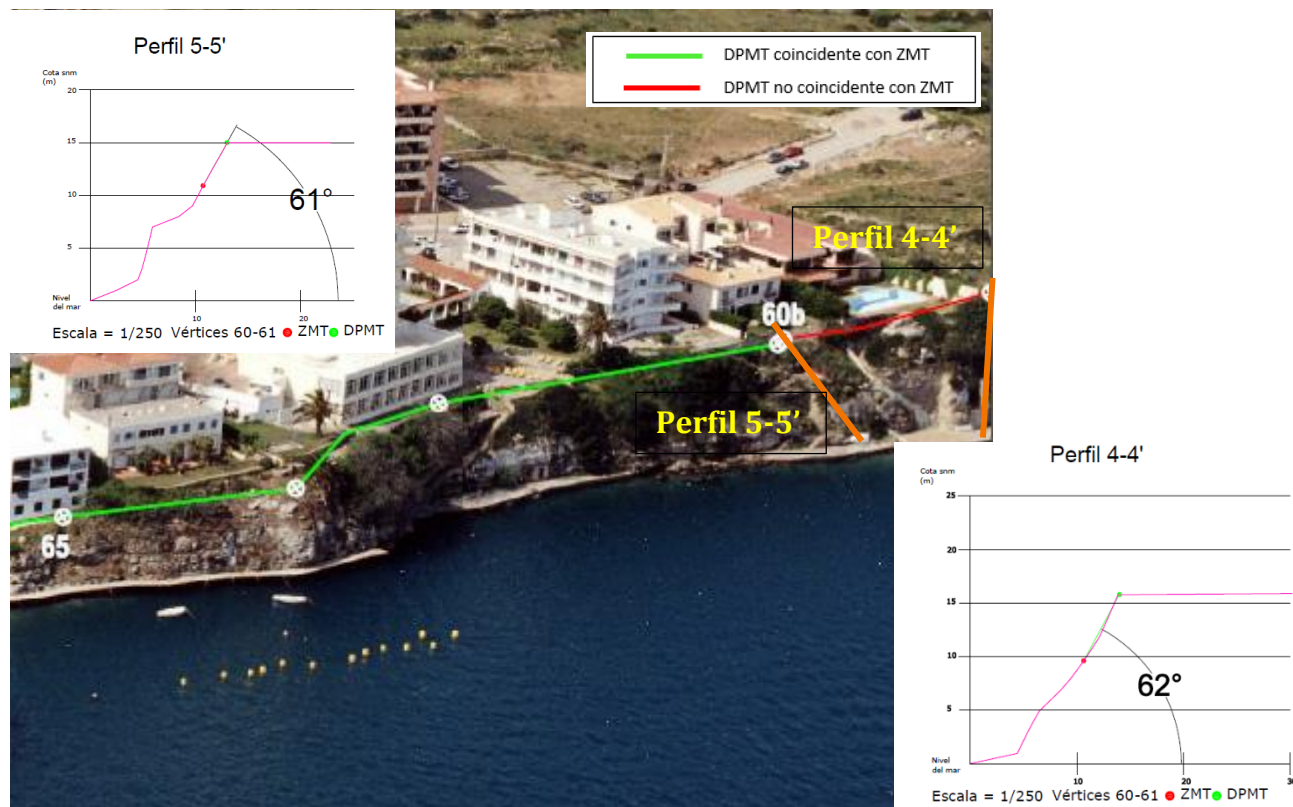 Perfil 5-5'
Cota snm
(m)
20
15
10
5
61°
Nivel
del mar
10
20
Escala = 1/250 Vértices 60-61 ZMT DPMT
DPMT coincidente con ZMT
DPMT no coincidente con ZMT
Perfil 4-4’
60b
Perfil 5-5’
65
Perfil 4-4'
Cota snm
(m)
25
20
15
10
5
62°
Nivel
del mar
10
20
30
Escala = 1/250 Vértices 60-61 ZMT DPMT